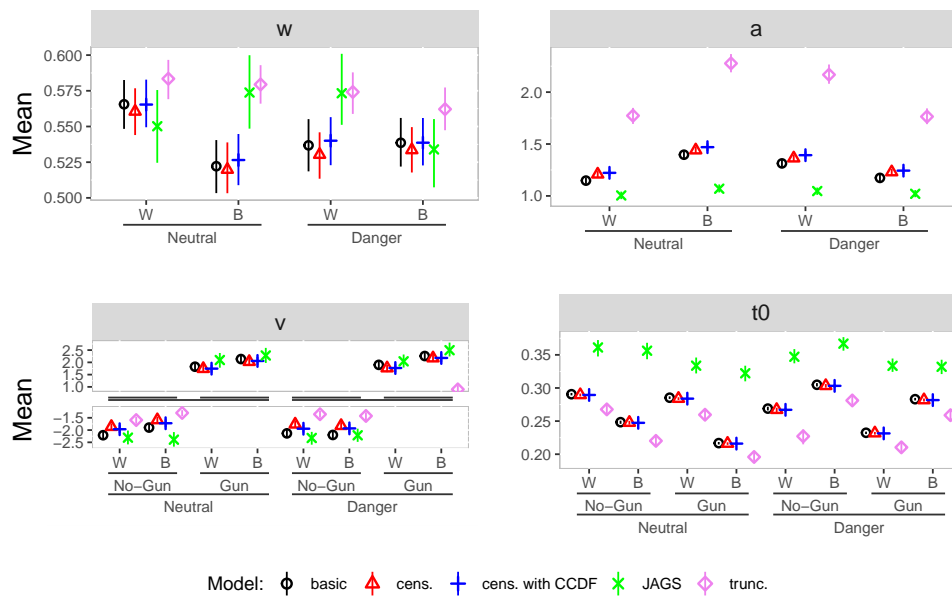 w
Mean
0.600
0.575
0.550
0.525
0.500
W B W B
Neutral Danger
a
2.0
1.5
1.0
W B W B
Neutral Danger
v
Mean
2.5
2.0
1.5
1.0
−1.5
−2.0
−2.5
W B W B W B W B
No−Gun Gun No−Gun Gun
Neutral Danger
t0
0.35
0.30
0.25
0.20
W B W B W B W B
No−Gun Gun No−Gun Gun
Neutral Danger
Model: basic cens. cens. with CCDF JAGS trunc.